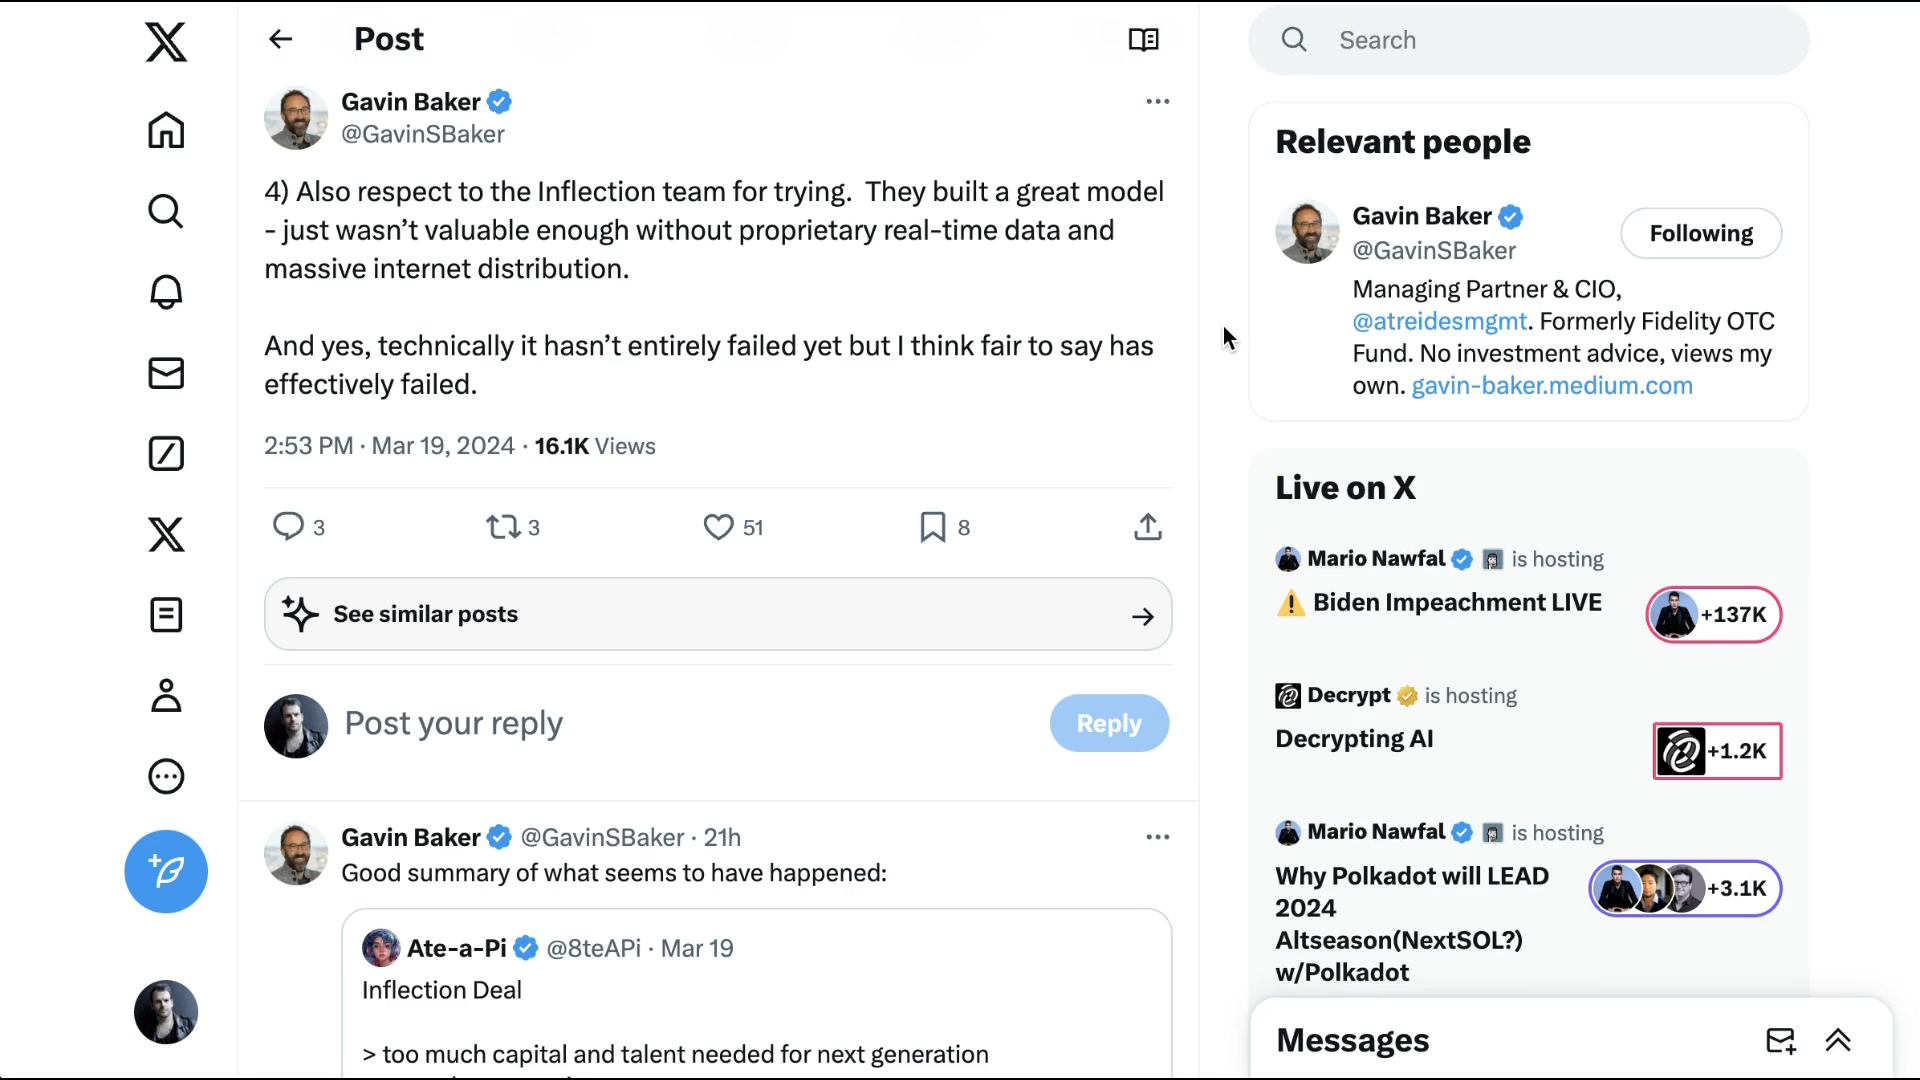 Post
Gavin Baker
@GavinSBaker
4) Also respect to the Inflection team for trying.  They built a great model
- just wasn’t valuable enough without proprietary real-time data and
massive internet distribution.
And yes, technically it hasn’t entirely failed yet but I think fair to say has
effectively failed.
2:53 PM · Mar 19, 2024 · 16.1K Views
3
3
51
8
See similar posts
Post your reply
Reply
Gavin Baker @GavinSBaker · 21h
Good summary of what seems to have happened:
Ate-a-Pi @8teAPi · Mar 19
Inflection Deal
> too much capital and talent needed for next generation
Search
Relevant people
Gavin Baker
@GavinSBaker
Following
Managing Partner & CIO,
@atreidesmgmt. Formerly Fidelity OTC
Fund. No investment advice, views my
own. gavin-baker.medium.com
Live on X
Mario Nawfal is hosting
⚠️ Biden Impeachment LIVE
+137K
Decrypt is hosting
Decrypting AI
+1.2K
Mario Nawfal is hosting
Why Polkadot will LEAD
2024
Altseason(NextSOL?)
w/Polkadot
+3.1K
Messages